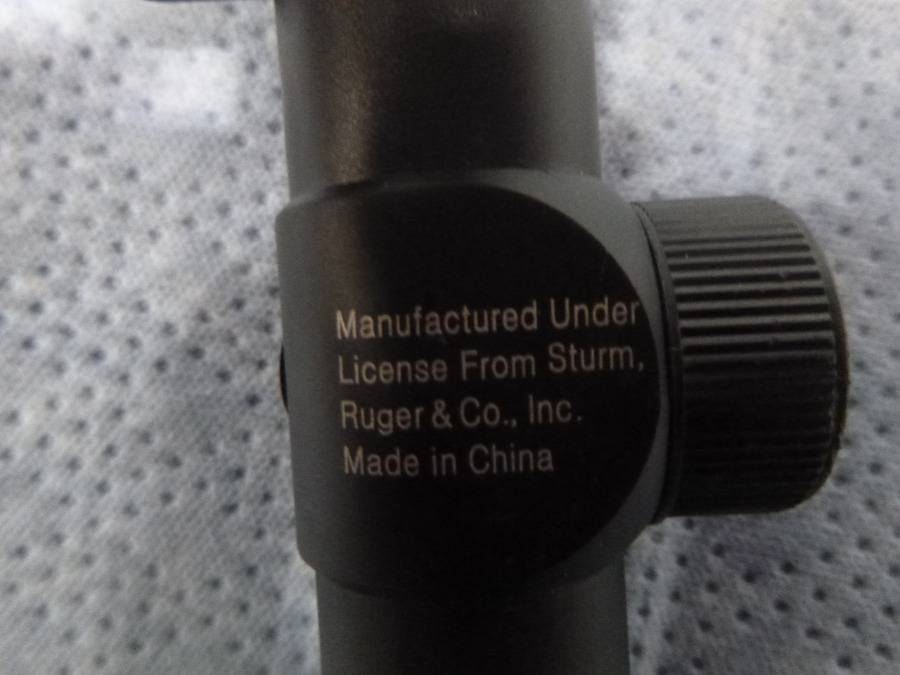 Manufactured Under
License From Sturm,
Ruger & Co., Inc.
Made in China